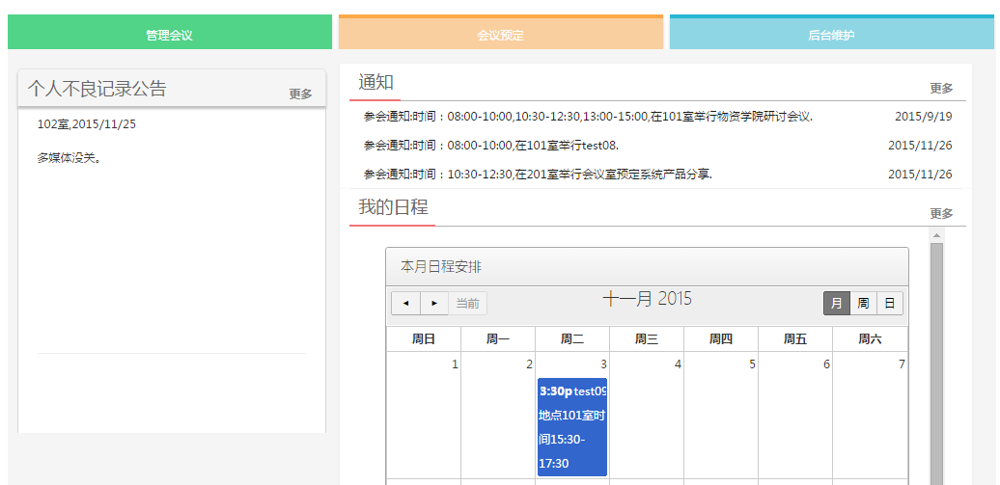 管理会议
会议预定
后台维护
个人不良记录公告
更多
102室,2015/11/25
多媒体没关。
通知
更多
参会通知:时间：08:00-10:00,10:30-12:30,13:00-15:00,在101室举行物资学院研讨会议.
2015/9/19
参会通知:时间：08:00-10:00,在101室举行test08.
2015/11/26
参会通知:时间：10:30-12:30,在201室举行会议室预定系统产品分享.
2015/11/26
我的日程
更多
本月日程安排
当前
十一月 2015
月 周 日
周日 周一 周二 周三 周四 周五 周六
1 2 3 4 5 6 7
3:30p test09
地点101室时
间15:30-
17:30